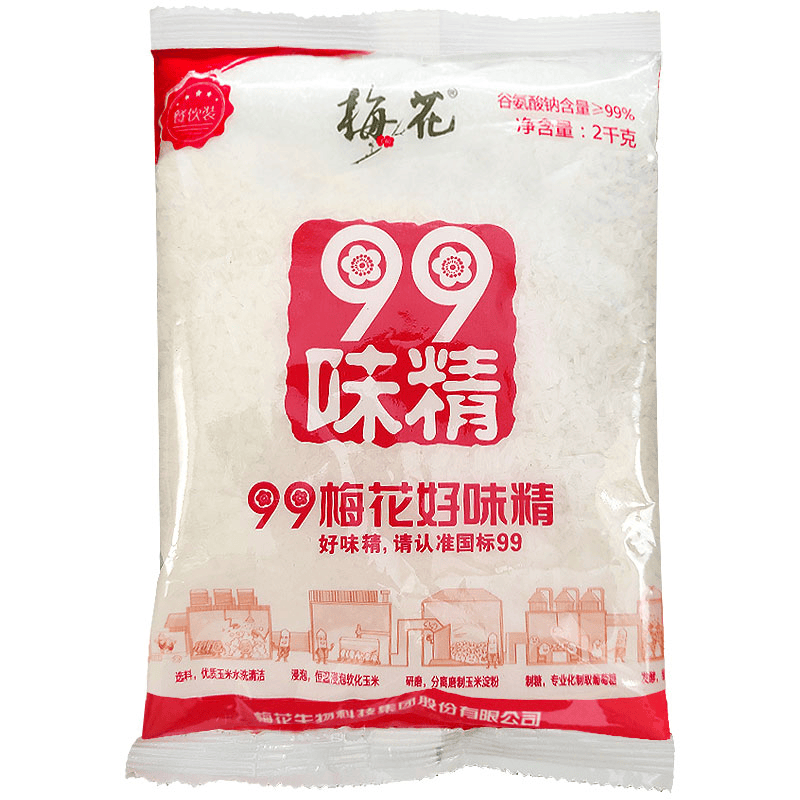 餐饮装
梅花®
谷氨酸钠含量≥99%
净含量：2千克
99
味精
99梅花好味精
好味精，请认准国标99
选料，优质玉米水洗清洁
浸泡，恒温浸泡软化玉米
研磨，分离磨制玉米淀粉
制糖，专业化制取葡萄糖
发酵，
梅花生物科技集团股份有限公司